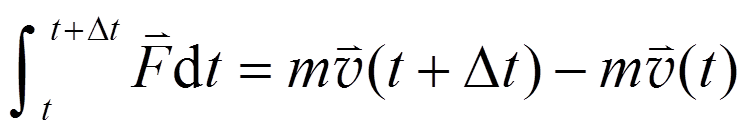 ∫_t^{t+Δt} F⃗dt = mv⃗(t + Δt) − mv⃗(t)